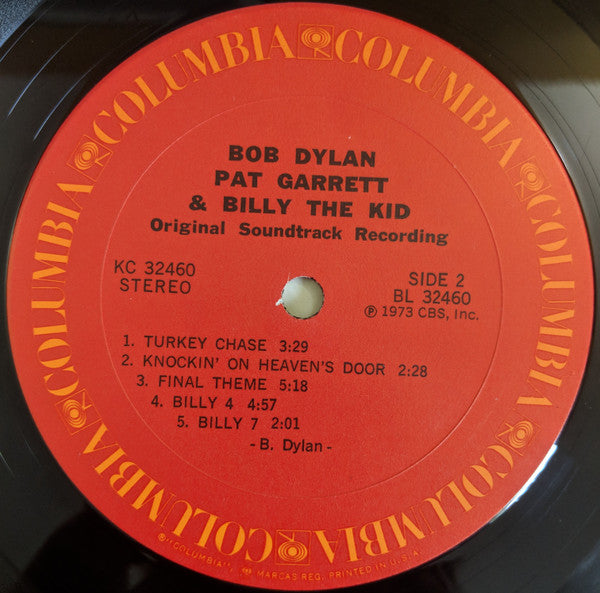 COLUMBIA COLUMBIA COLUMBIA COLUMBIA COLUMBIA COLUMBIA
BOB DYLAN
PAT GARRETT
& BILLY THE KID
Original Soundtrack Recording
KC 32460
STEREO
SIDE 2
BL 32460
Ⓟ 1973 CBS, Inc.
1. TURKEY CHASE 3:29
2. KNOCKIN' ON HEAVEN'S DOOR 2:28
3. FINAL THEME 5:18
4. BILLY 4 4:57
5. BILLY 7 2:01
- B. Dylan -
®"COLUMBIA", MARCAS REG. PRINTED IN U.S.A.